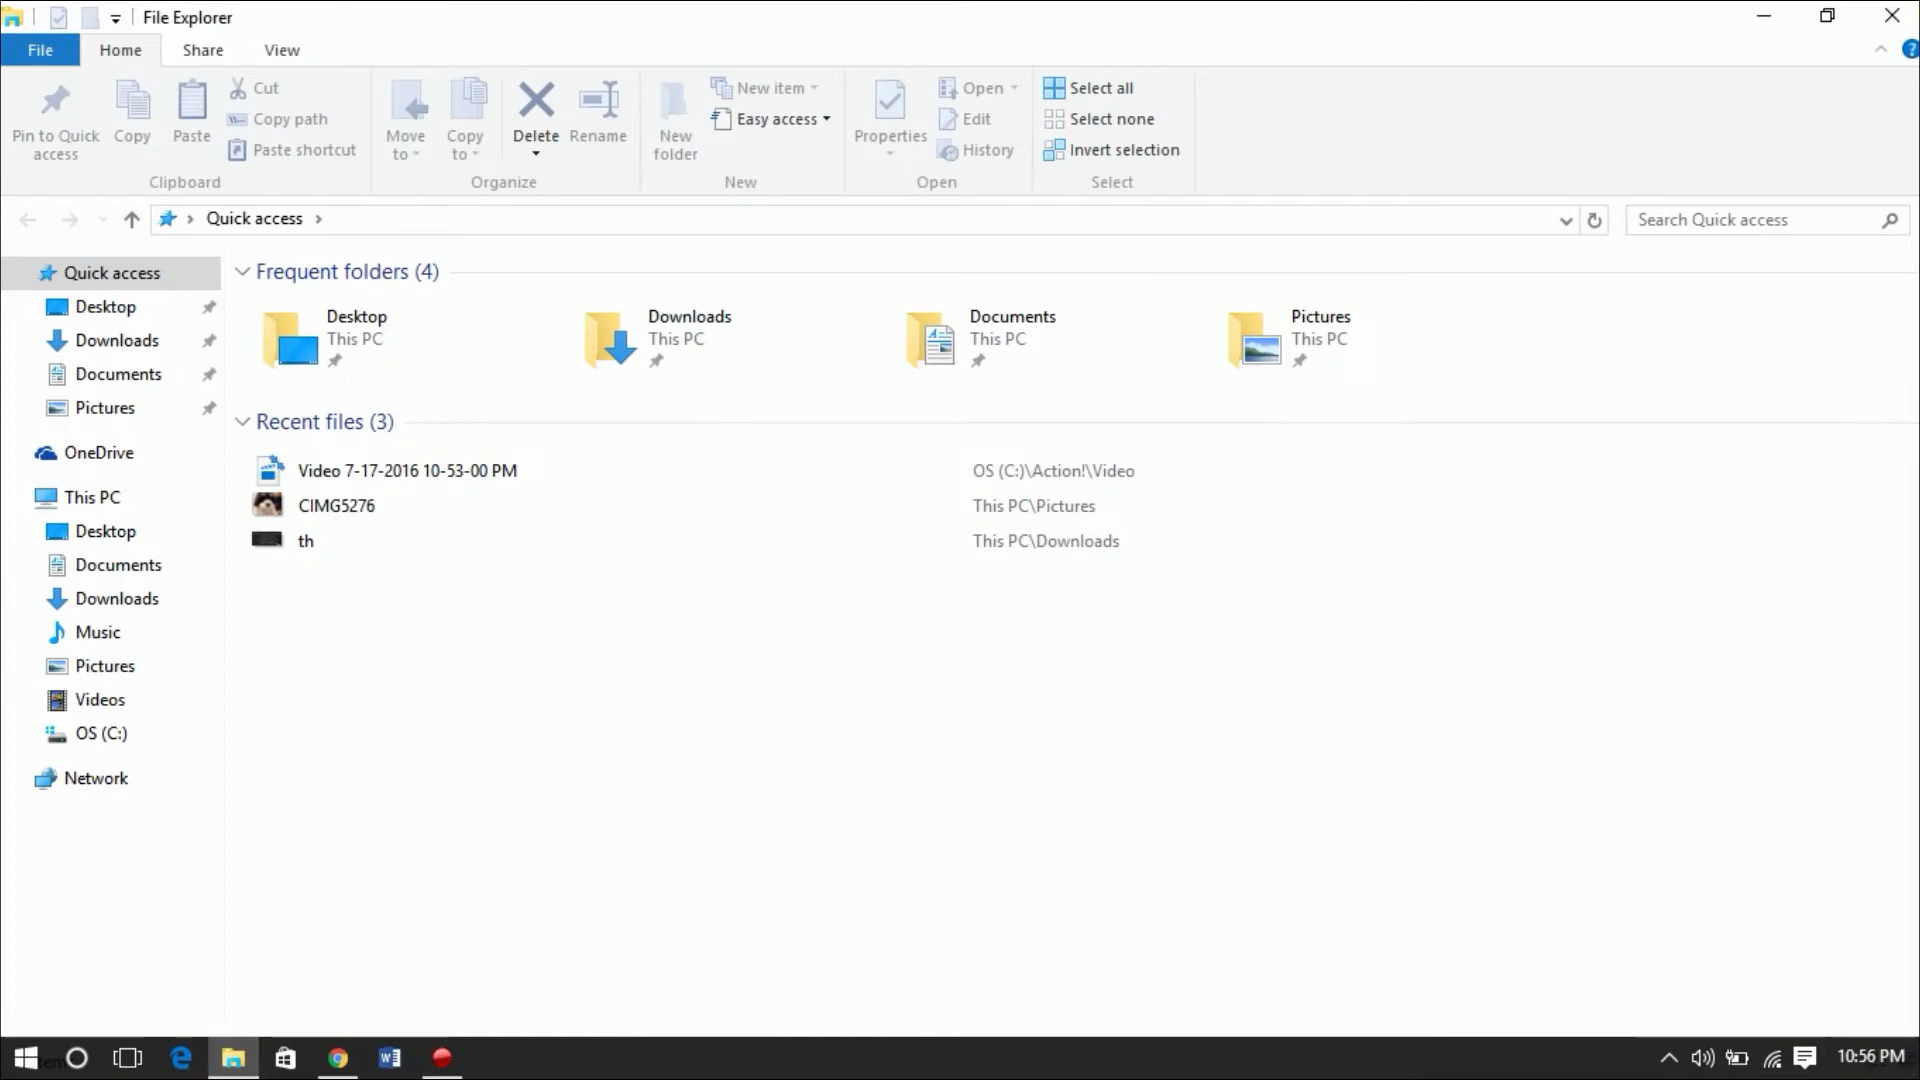 File Explorer
File
Home
Share
View
Pin to Quick access
Copy
Paste
Cut
Copy path
Paste shortcut
Clipboard
Move to
Copy to
Delete
Rename
Organize
New folder
New item
Easy access
New
Properties
Open
Edit
History
Open
Select all
Select none
Invert selection
Select
Quick access
Search Quick access
Quick access
Desktop
Downloads
Documents
Pictures
OneDrive
This PC
Desktop
Documents
Downloads
Music
Pictures
Videos
OS (C:)
Network
Frequent folders (4)
Desktop
This PC
Downloads
This PC
Documents
This PC
Pictures
This PC
Recent files (3)
Video 7-17-2016 10-53-00 PM OS (C:)\Action!\Video
CIMG5276 This PC\Pictures
th This PC\Downloads
10:56 PM